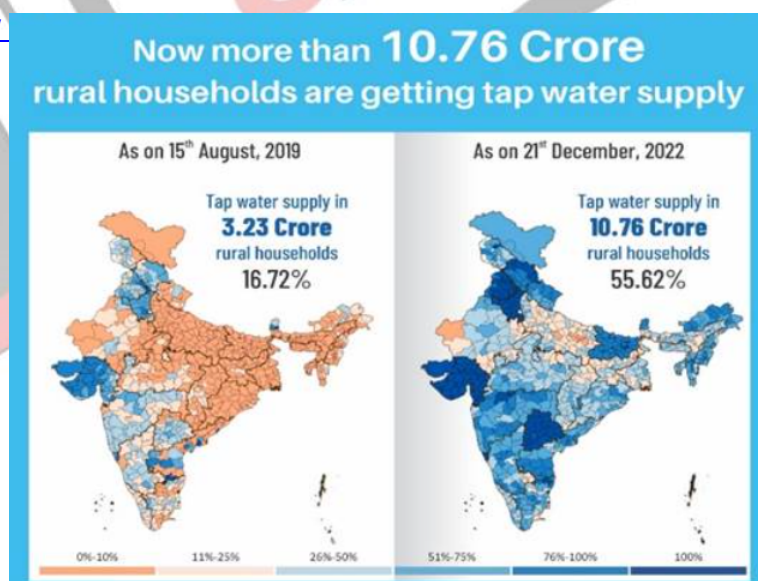 Now more than 10.76 Crore
rural households are getting tap water supply
As on 15th August, 2019
As on 21st December, 2022
Tap water supply in
3.23 Crore
rural households
16.72%
Tap water supply in
10.76 Crore
rural households
55.62%
0%-10% 11%-25% 26%-50% 51%-75% 76%-100% 100%